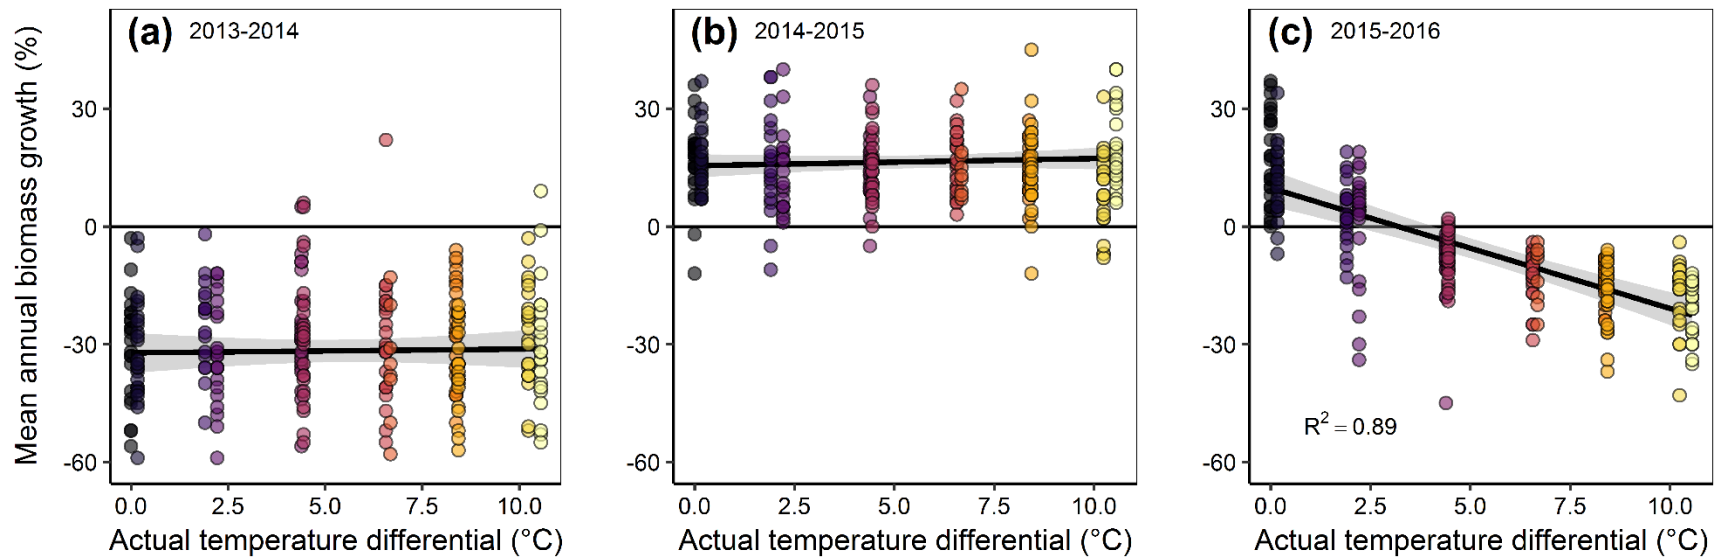 Mean annual biomass growth (%)
(a) 2013-2014
30
0
-30
-60
0.0 2.5 5.0 7.5 10.0
Actual temperature differential (°C)
(b) 2014-2015
30
0
-30
-60
0.0 2.5 5.0 7.5 10.0
Actual temperature differential (°C)
(c) 2015-2016
30
0
-30
-60
R² = 0.89
0.0 2.5 5.0 7.5 10.0
Actual temperature differential (°C)